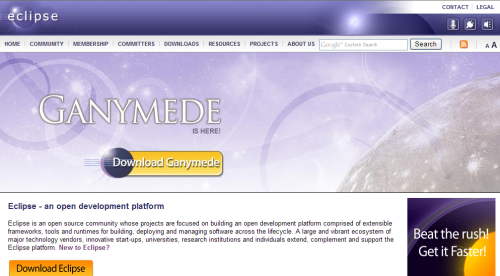 eclipse
CONTACT | LEGAL
HOME | COMMUNITY | MEMBERSHIP | COMMITTERS | DOWNLOADS | RESOURCES | PROJECTS | ABOUT US Google™ Custom Search Search A A
GANYMEDE
IS HERE!
Download Ganymede
Eclipse - an open development platform
Eclipse is an open source community whose projects are focused on building an open development platform comprised of extensible
frameworks, tools and runtimes for building, deploying and managing software across the lifecycle. A large and vibrant ecosystem of
major technology vendors, innovative start-ups, universities, research institutions and individuals extend, complement and support the
Eclipse platform. New to Eclipse?
Download Eclipse
Beat the rush!
Get it Faster!